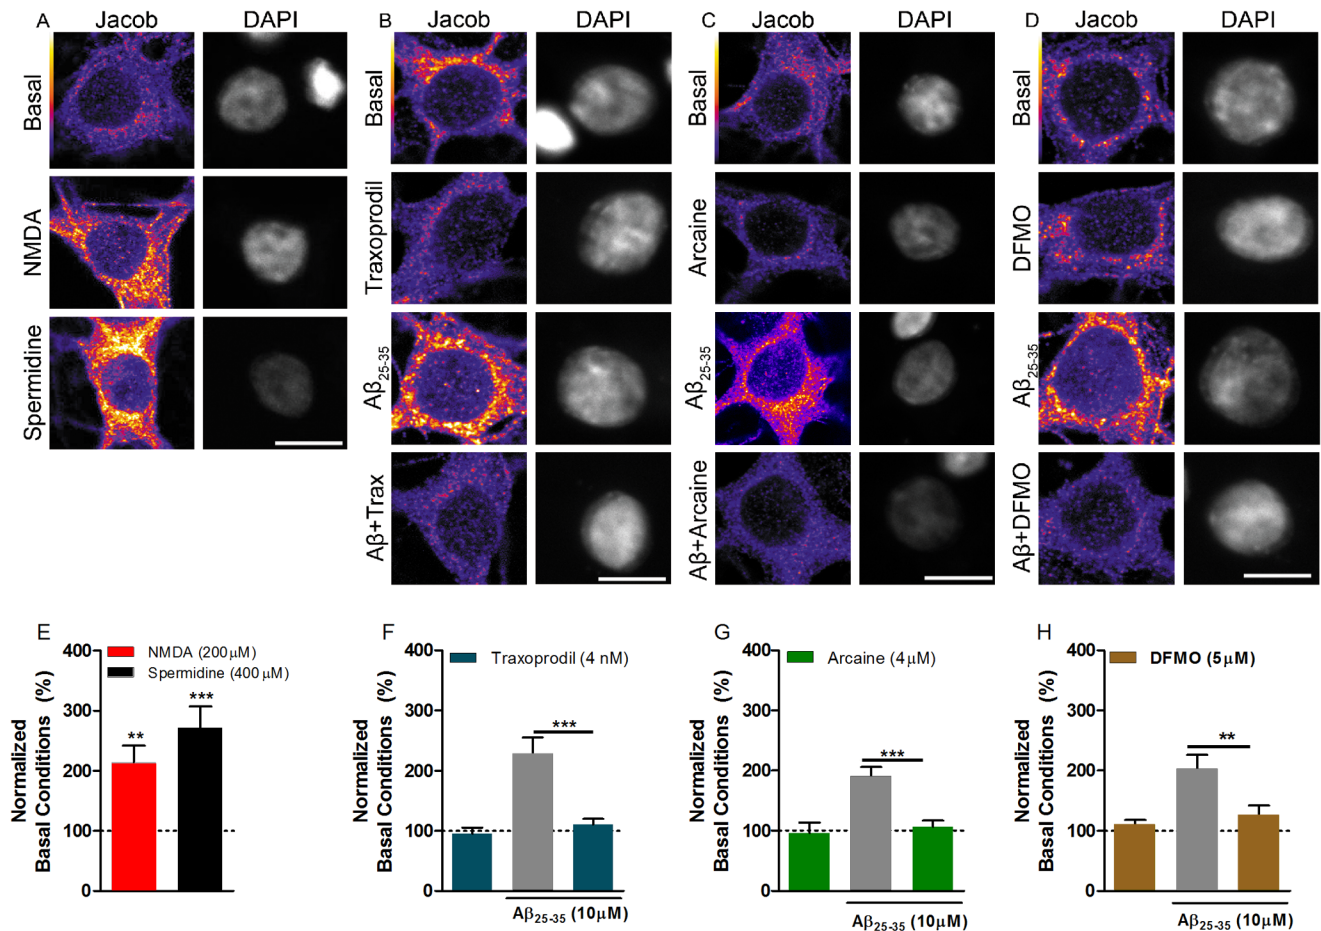 A Jacob DAPI B Jacob DAPI C Jacob DAPI D Jacob DAPI
Basal
Basal
Basal
Basal
NMDA
Traxoprodil
Arcaine
DFMO
Spermidine
Aβ25-35
Aβ25-35
Aβ25-35
Aβ+Trax
Aβ+Arcaine
Aβ+DFMO
E
Normalized
Basal Conditions (%)
400
300
200
100
0
NMDA (200μM)
Spermidine (400 μM)
**
***
F
Normalized
Basal Conditions (%)
400
300
200
100
0
Traxoprodil (4 nM)
***
Aβ25-35 (10μM)
G
Normalized
Basal Conditions (%)
400
300
200
100
0
Arcaine (4μM)
***
Aβ25-35 (10μM)
H
Normalized
Basal Conditions (%)
400
300
200
100
0
DFMO (5μM)
**
Aβ25-35 (10μM)